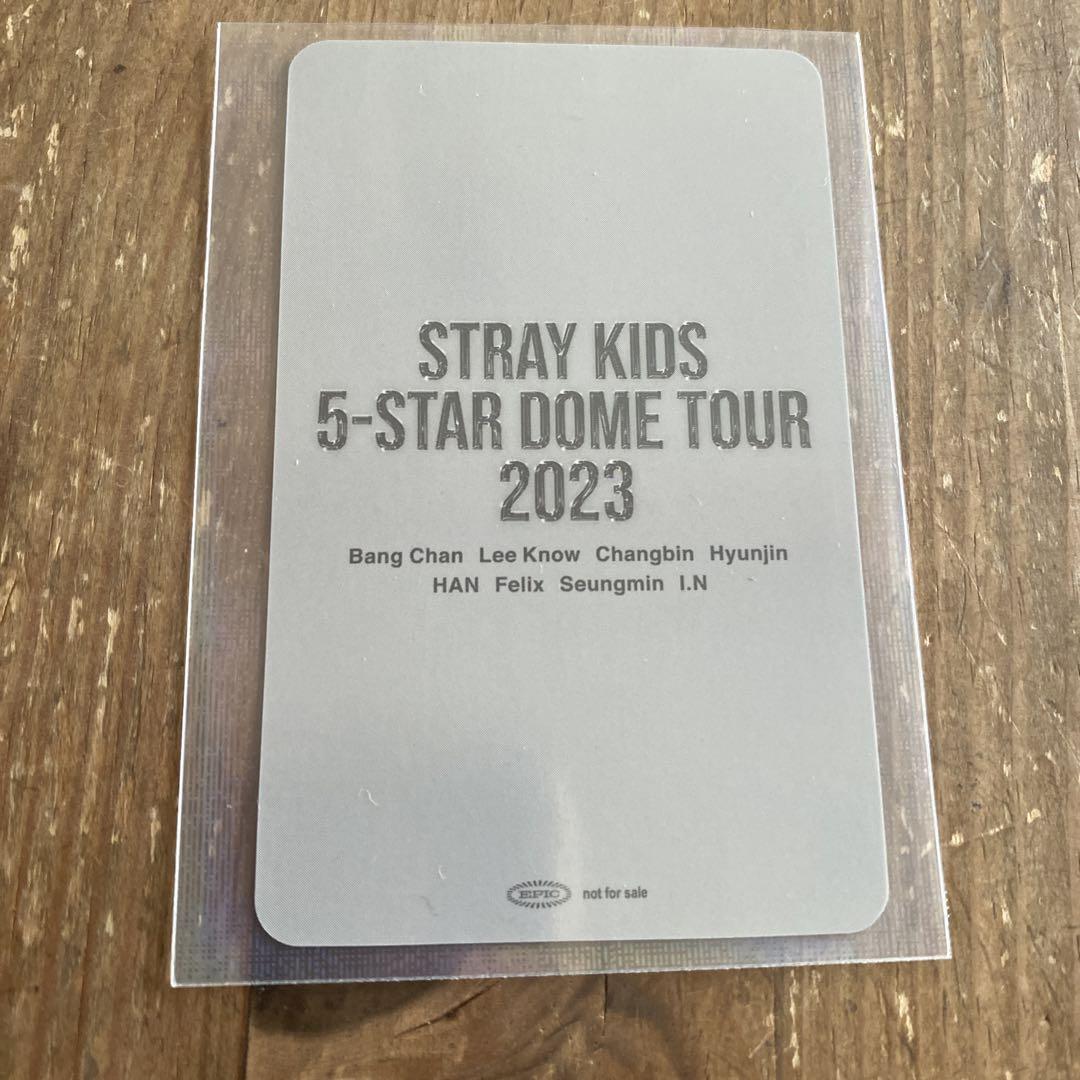 STRAY KIDS
5-STAR DOME TOUR
2023
Bang Chan Lee Know Changbin Hyunjin
HAN Felix Seungmin I.N
EPIC not for sale